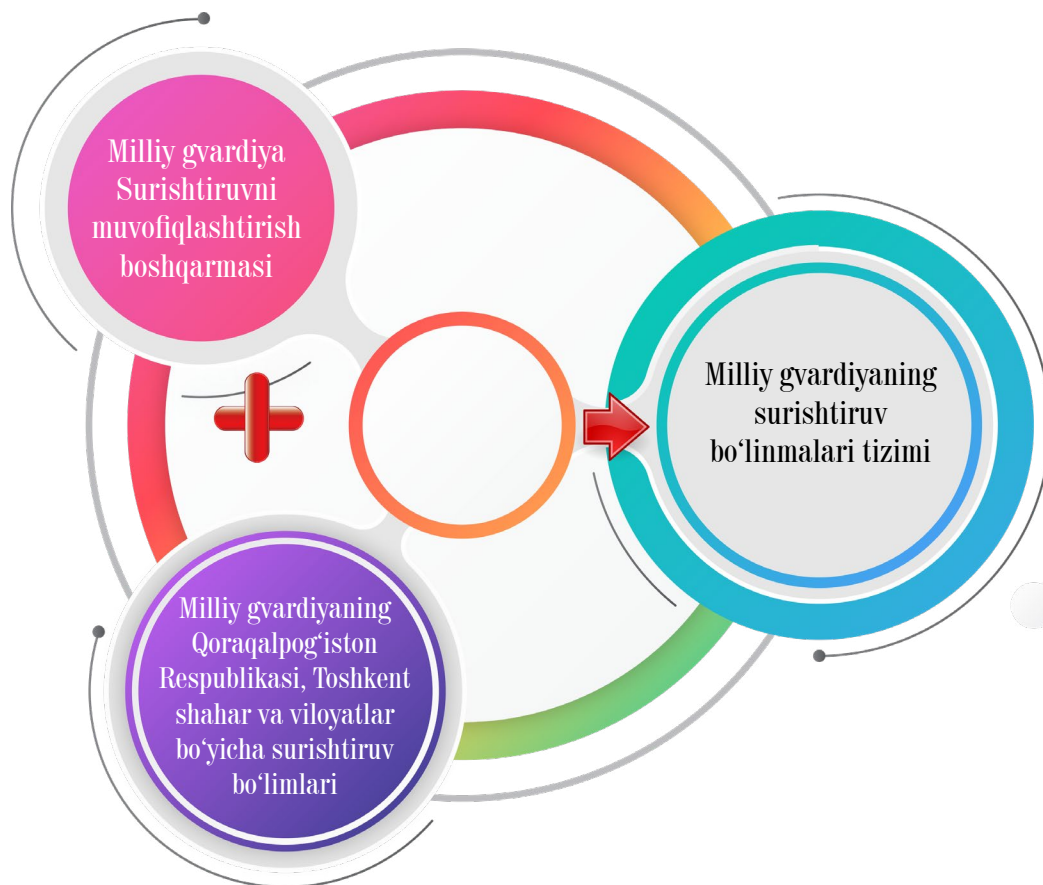 Milliy gvardiya
Surishtiruvni
muvofiqlashtirish
boshqarmasi
Milliy gvardiyaning
surishtiruv
bo‘linmalari tizimi
Milliy gvardiyaning
Qoraqalpog‘iston
Respublikasi, Toshkent
shahar va viloyatlar
bo‘yicha surishtiruv
bo‘limlari